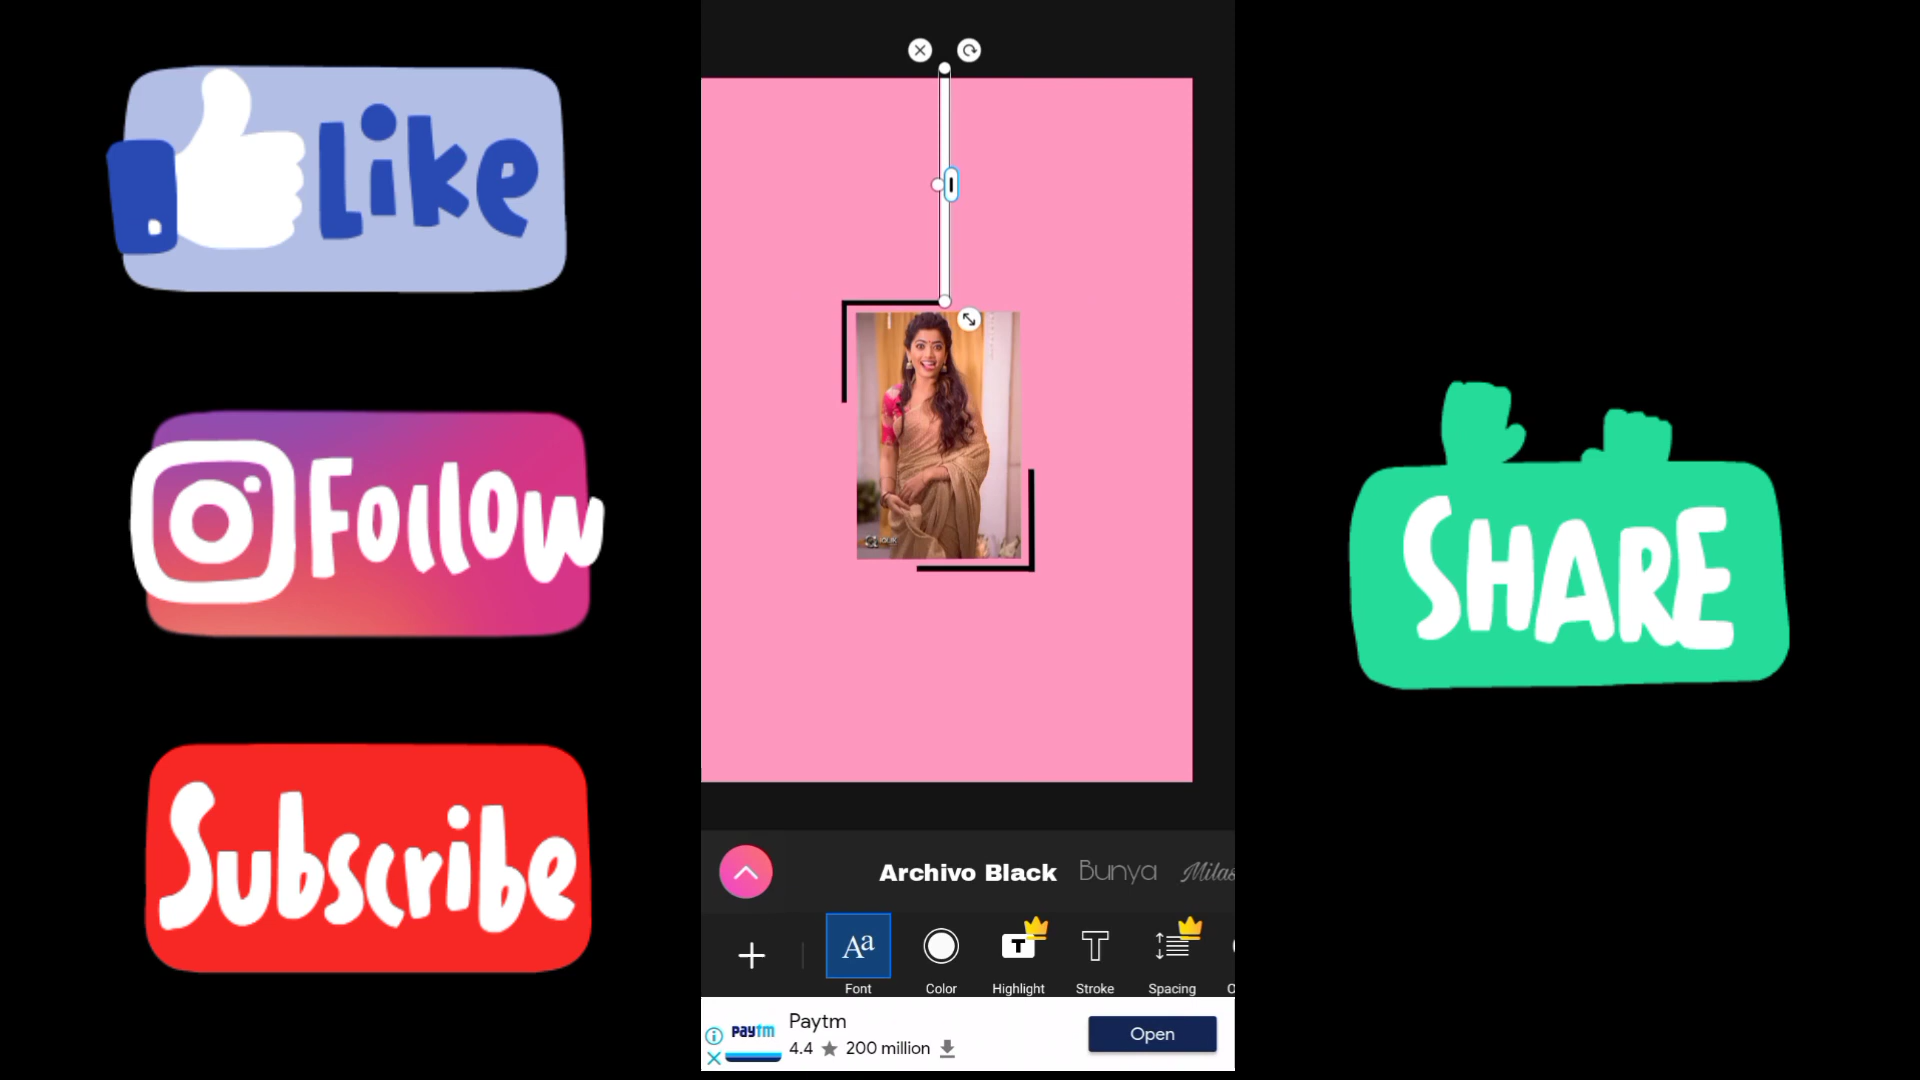 Like
Follow
Subscribe
SHARE
Archivo Black
Bunya
Font
Color
T
Highlight
Stroke
Spacing
Aa
paytm
Paytm
4.4
200 million
Open